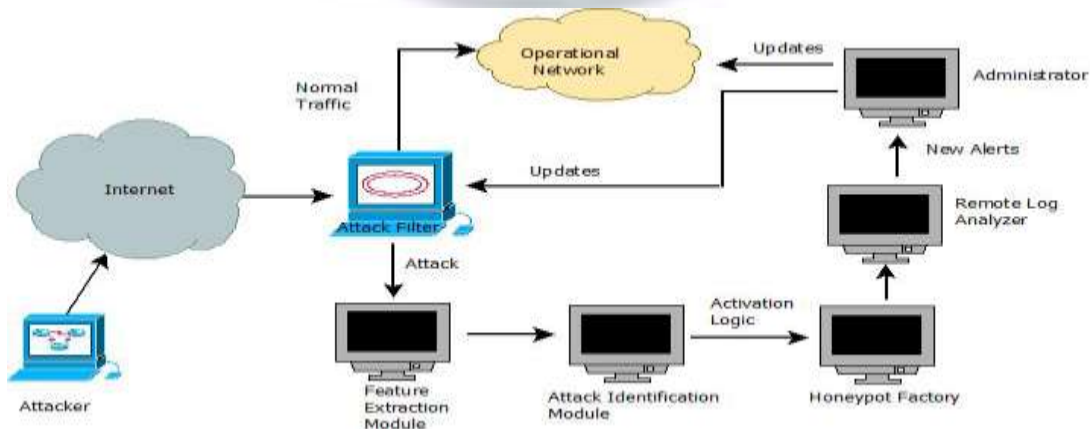 Operational
Network
Updates
Administrator
Normal
Traffic
New Alerts
Internet
Updates
Remote Log
Analyzer
Attack Filter
Attack
Activation
Logic
Attacker
Feature
Extraction
Module
Attack Identification
Module
Honeypot Factory